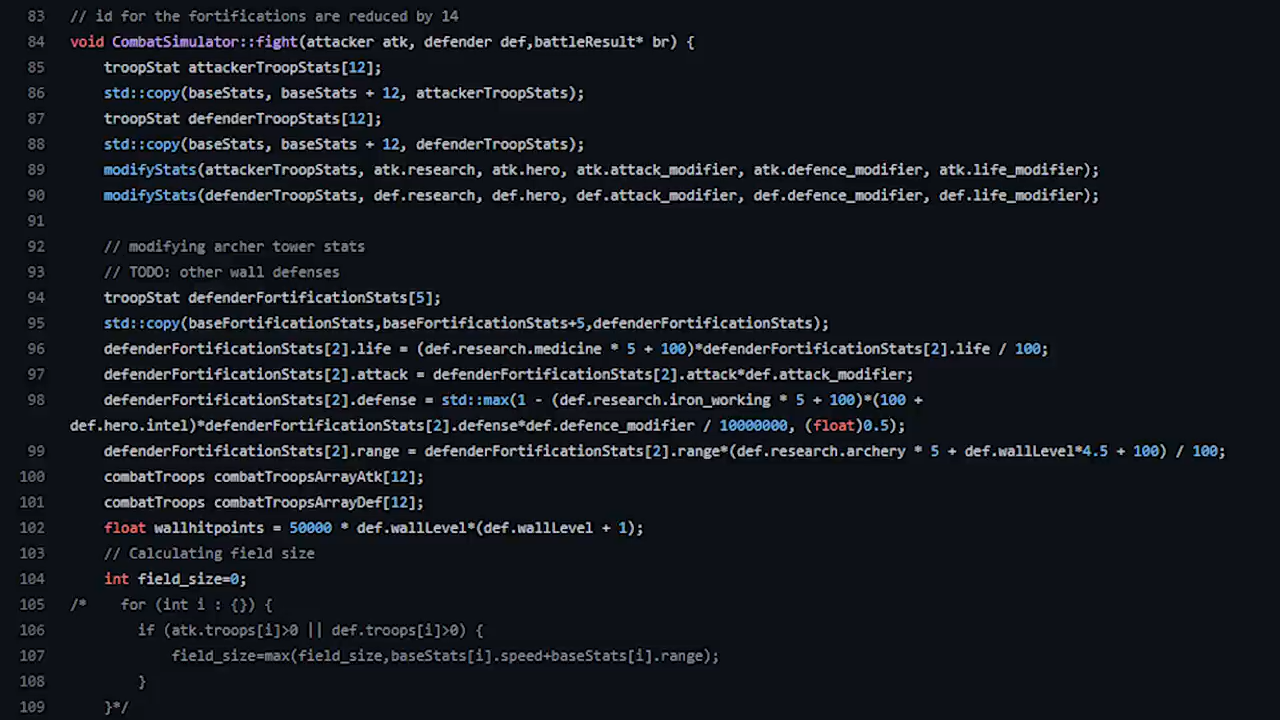 83 // id for the fortifications are reduced by 14
84 void CombatSimulator::fight(attacker atk, defender def,battleResult* br) {
85 troopStat attackerTroopStats[12];
86 std::copy(baseStats, baseStats + 12, attackerTroopStats);
87 troopStat defenderTroopStats[12];
88 std::copy(baseStats, baseStats + 12, defenderTroopStats);
89 modifyStats(attackerTroopStats, atk.research, atk.hero, atk.attack_modifier, atk.defence_modifier, atk.life_modifier);
90 modifyStats(defenderTroopStats, def.research, def.hero, def.attack_modifier, def.defence_modifier, def.life_modifier);
91
92 // modifying archer tower stats
93 // TODO: other wall defenses
94 troopStat defenderFortificationStats[5];
95 std::copy(baseFortificationStats,baseFortificationStats+5,defenderFortificationStats);
96 defenderFortificationStats[2].life = (def.research.medicine * 5 + 100)*defenderFortificationStats[2].life / 100;
97 defenderFortificationStats[2].attack = defenderFortificationStats[2].attack*def.attack_modifier;
98 defenderFortificationStats[2].defense = std::max(1 - (def.research.iron_working * 5 + 100)*(100 +
def.hero.intel)*defenderFortificationStats[2].defense*def.defence_modifier / 10000000, (float)0.5);
99 defenderFortificationStats[2].range = defenderFortificationStats[2].range*(def.research.archery * 5 + def.wallLevel*4.5 + 100) / 100;
100 combatTroops combatTroopsArrayAtk[12];
101 combatTroops combatTroopsArrayDef[12];
102 float wallhitpoints = 50000 * def.wallLevel*(def.wallLevel + 1);
103 // Calculating field size
104 int field_size=0;
105 /* for (int i : {}) {
106 if (atk.troops[i]>0 || def.troops[i]>0) {
107 field_size=max(field_size,baseStats[i].speed+baseStats[i].range);
108 }
109 }*/